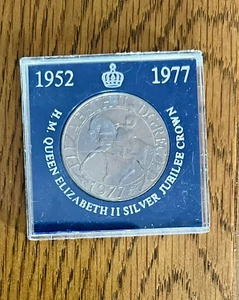 1952 1977
H. M. QUEEN ELIZABETH II SILVER JUBILEE CROWN
1977